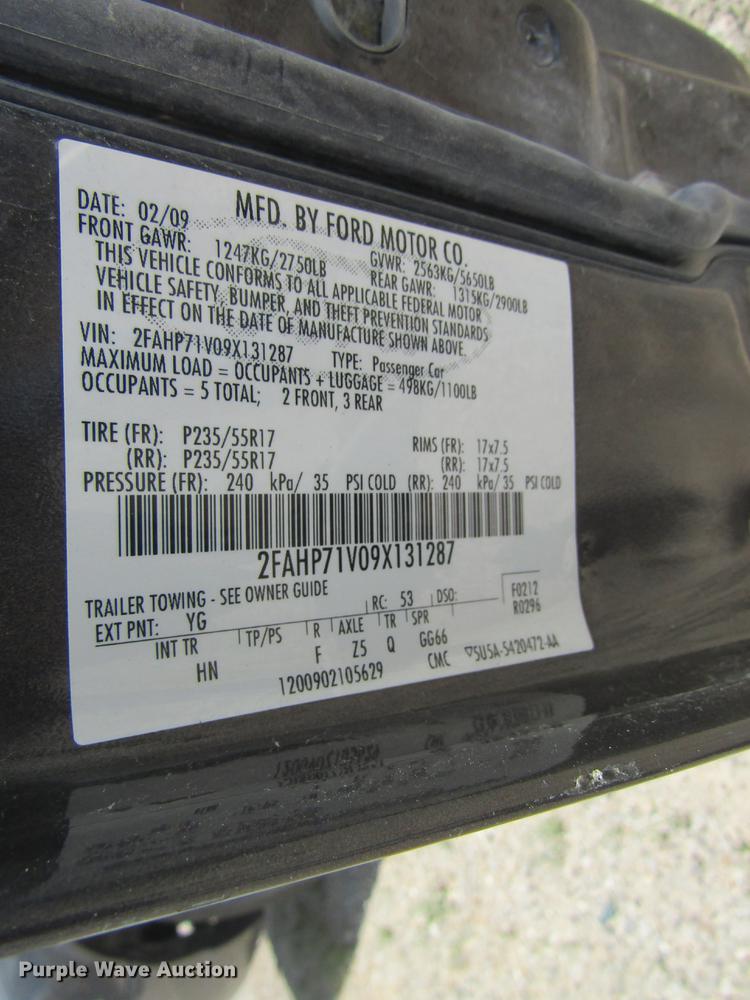 MFD. BY FORD MOTOR CO.
DATE: 02/09 GVWR: 2563KG/5650LB
FRONT GAWR: 1247KG/2750LB REAR GAWR: 1315KG/2900LB
THIS VEHICLE CONFORMS TO ALL APPLICABLE FEDERAL MOTOR
VEHICLE SAFETY, BUMPER, AND THEFT PREVENTION STANDARDS
IN EFFECT ON THE DATE OF MANUFACTURE SHOWN ABOVE.
VIN: 2FAHP71V09X131287 TYPE: Passenger Car
MAXIMUM LOAD = OCCUPANTS + LUGGAGE = 498KG/1100LB
OCCUPANTS = 5 TOTAL; 2 FRONT, 3 REAR
TIRE (FR): P235/55R17 RIMS (FR): 17x7.5
(RR): P235/55R17 (RR): 17x7.5
PRESSURE (FR): 240 kPa/ 35 PSI COLD (RR): 240 kPa/ 35 PSI COLD
2FAHP71V09X131287
TRAILER TOWING - SEE OWNER GUIDE
EXT PNT: YG RC: 53 DSO: F0212
R0296
INT TR TP/PS R AXLE TR SPR
HN F Z5 Q GG66
1200902105629 CMC ▽5U5A-5420472-AA
Purple Wave Auction